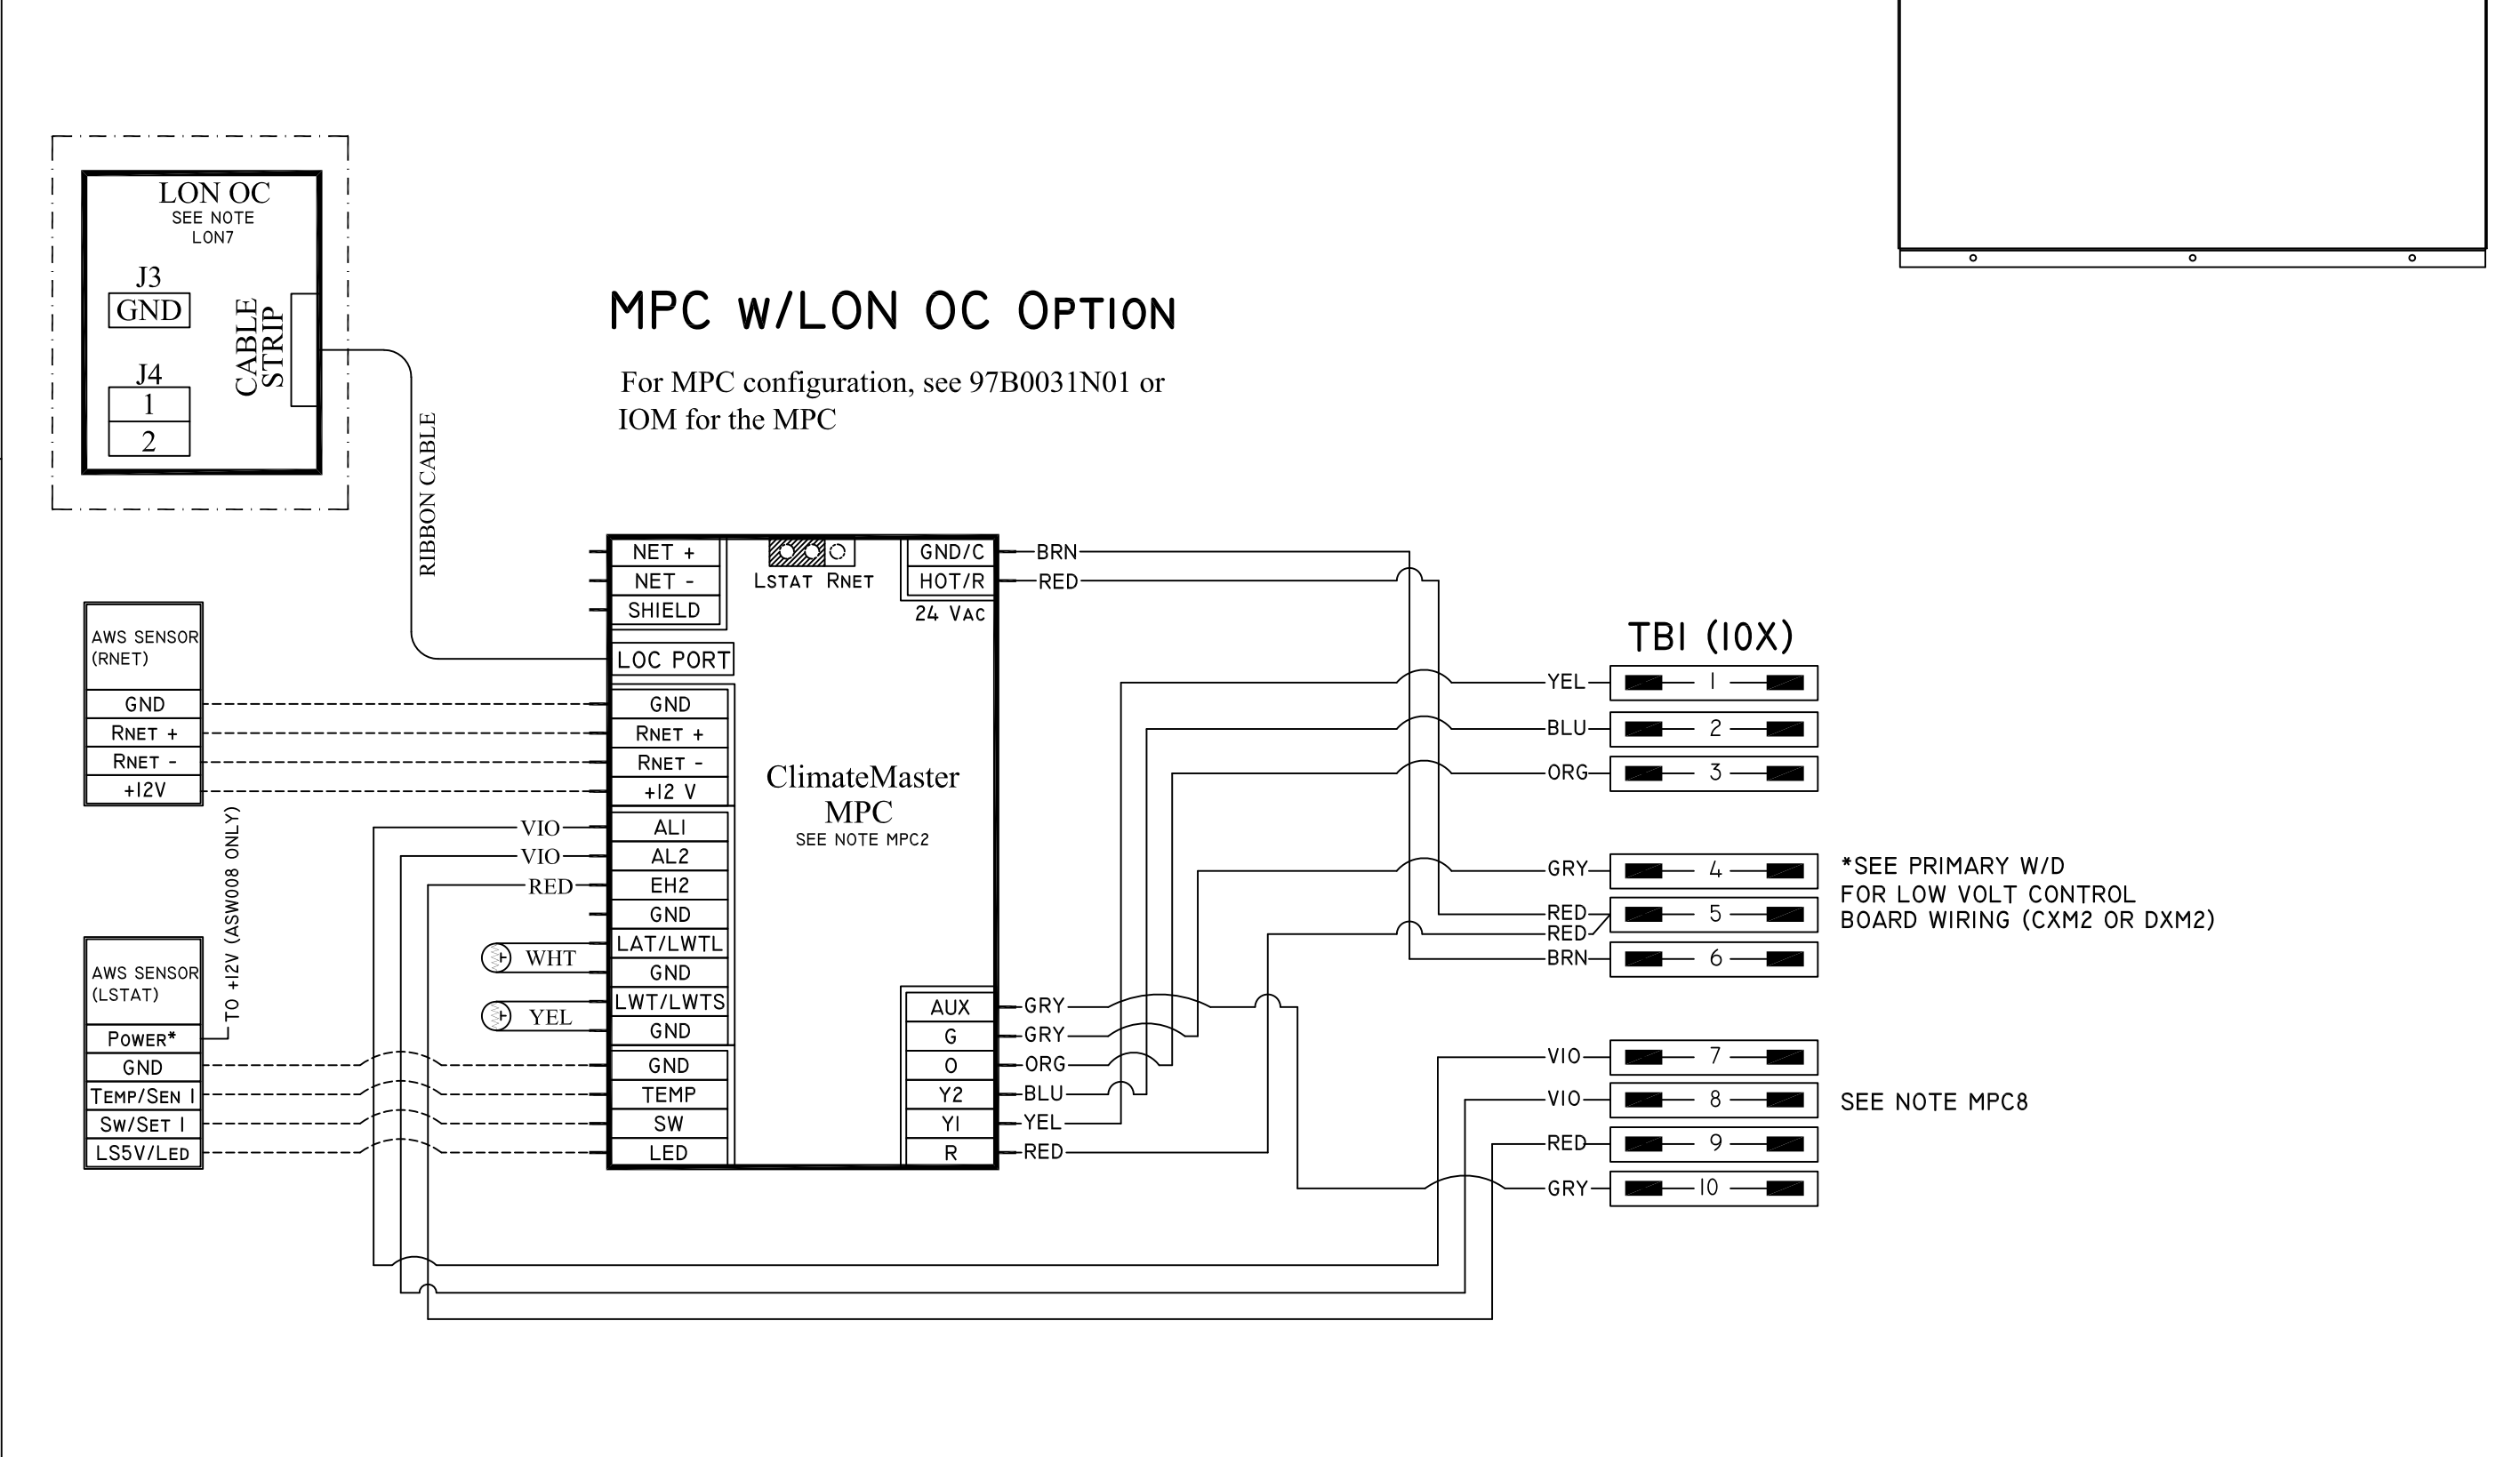 LON OC
SEE NOTE
LON7
J3
GND
J4
1
2
CABLE
STRIP
RIBBON CABLE
MPC W/LON OC OPTION
For MPC configuration, see 97B0031N01 or
IOM for the MPC
AWS SENSOR
(RNET)
GND
RNET +
RNET -
+12V
TO +12V (ASW008 ONLY)
AWS SENSOR
(LSTAT)
POWER*
GND
TEMP/SEN 1
SW/SET 1
LS5V/LED
VIO
VIO
RED
WHT
YEL
NET +
NET -
SHIELD
LOC PORT
GND
RNET +
RNET -
+12 V
AL1
AL2
EH2
GND
LAT/LWTL
GND
LWT/LWTS
GND
GND
TEMP
SW
LED
LSTAT RNET
ClimateMaster
MPC
SEE NOTE MPC2
GND/C
HOT/R
24 VAC
AUX
G
O
Y2
Y1
R
BRN
RED
GRY
GRY
ORG
BLU
YEL
RED
TB1 (10X)
YEL 1
BLU 2
ORG 3
GRY 4
RED 5
RED
BRN 6
VIO 7
VIO 8
RED 9
GRY 10
*SEE PRIMARY W/D
FOR LOW VOLT CONTROL
BOARD WIRING (CXM2 OR DXM2)
SEE NOTE MPC8